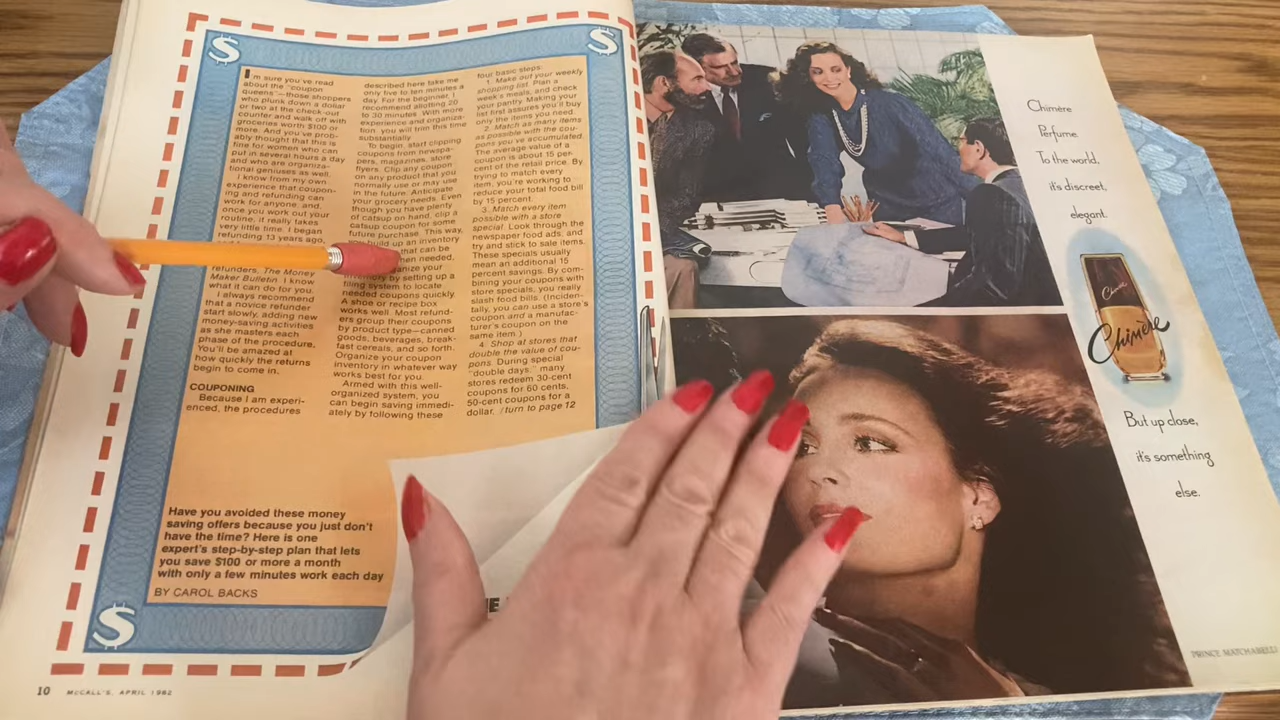 $
$
I'm sure you've read
about the "coupon
queens"—those shoppers
who plunk down a dollar
or two at the check-out
counter and walk off with
groceries worth $100 or
more. And you've prob-
ably thought that this is
fine for women who can
put in several hours a day
and who are organiza-
tional geniuses as well.
I know from my own
experience that coupon-
ing and refunding can
work for anyone, and,
once you work out your
routine, it really takes
very little time. I began
refunding 13 years ago,
refunders, The Money
Maker Bulletin. I know
what it can do for you.
I always recommend
that a novice refunder
start slowly, adding new
money-saving activities
as she masters each
phase of the procedure.
You'll be amazed at
how quickly the returns
begin to come in.
COUPONING
Because I am experi-
enced, the procedures
described here take me
only five to ten minutes a
day. For the beginner, I
recommend allotting 20
to 30 minutes. With more
experience and organiza-
tion, you will trim this time
substantially.
To begin, start clipping
coupons from newspa-
pers, magazines, store
flyers. Clip any coupon
on any product that you
normally use or may use
in the future. Anticipate
your grocery needs. Even
though you have plenty
of catsup on hand, clip a
catsup coupon for some
future purchase. This way,
build up an inventory
that can be
when needed.
by setting up a
filing system to locate
needed coupons quickly.
A shoe or recipe box
works well. Most refund-
ers group their coupons
by product type—canned
goods, beverages, break-
fast cereals, and so forth.
Organize your coupon
inventory in whatever way
works best for you.
Armed with this well-
organized system, you
can begin saving immedi-
ately by following these
four basic steps:
1. Make out your weekly
shopping list. Plan a
week's meals, and check
your pantry. Making your
list first assures you'll buy
only the items you need.
2. Match as many items
as possible with the cou-
pons you've accumulated.
The average value of a
coupon is about 15 per-
cent of the retail price. By
trying to match every
item, you're working to
reduce your total food bill
by 15 percent.
3. Match every item
possible with a store
special. Look through the
newspaper food ads, and
try and stick to sale items.
These specials usually
mean an additional 15
percent savings. By com-
bining your coupons with
store specials, you really
slash food bills. (Inciden-
tally, you can use a store's
coupon and a manufac-
turer's coupon on the
same item.)
4. Shop at stores that
double the value of cou-
pons. During special
"double days," many
stores redeem 30-cent
coupons for 60 cents,
50-cent coupons for a
dollar. /turn to page 12
Have you avoided these money
saving offers because you just don't
have the time? Here is one
expert's step-by-step plan that lets
you save $100 or more a month
with only a few minutes work each day
BY CAROL BACKS
$
10 McCALL'S, APRIL 1982
Chimère
Perfume.
To the world,
it's discreet,
elegant.
Chimère
Chimère
But up close,
it's something
else.
PRINCE MATCHABELLI